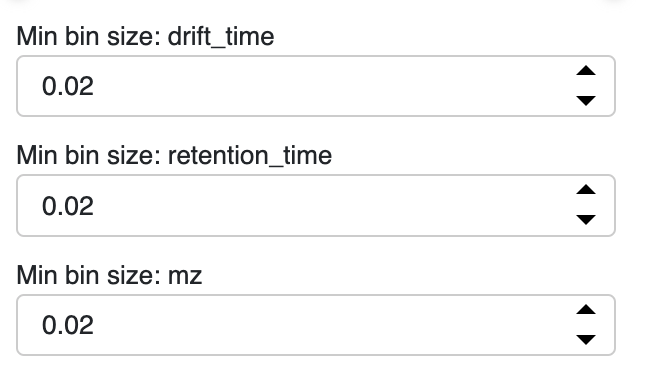 Min bin size: drift_time
0.02
Min bin size: retention_time
0.02
Min bin size: mz
0.02